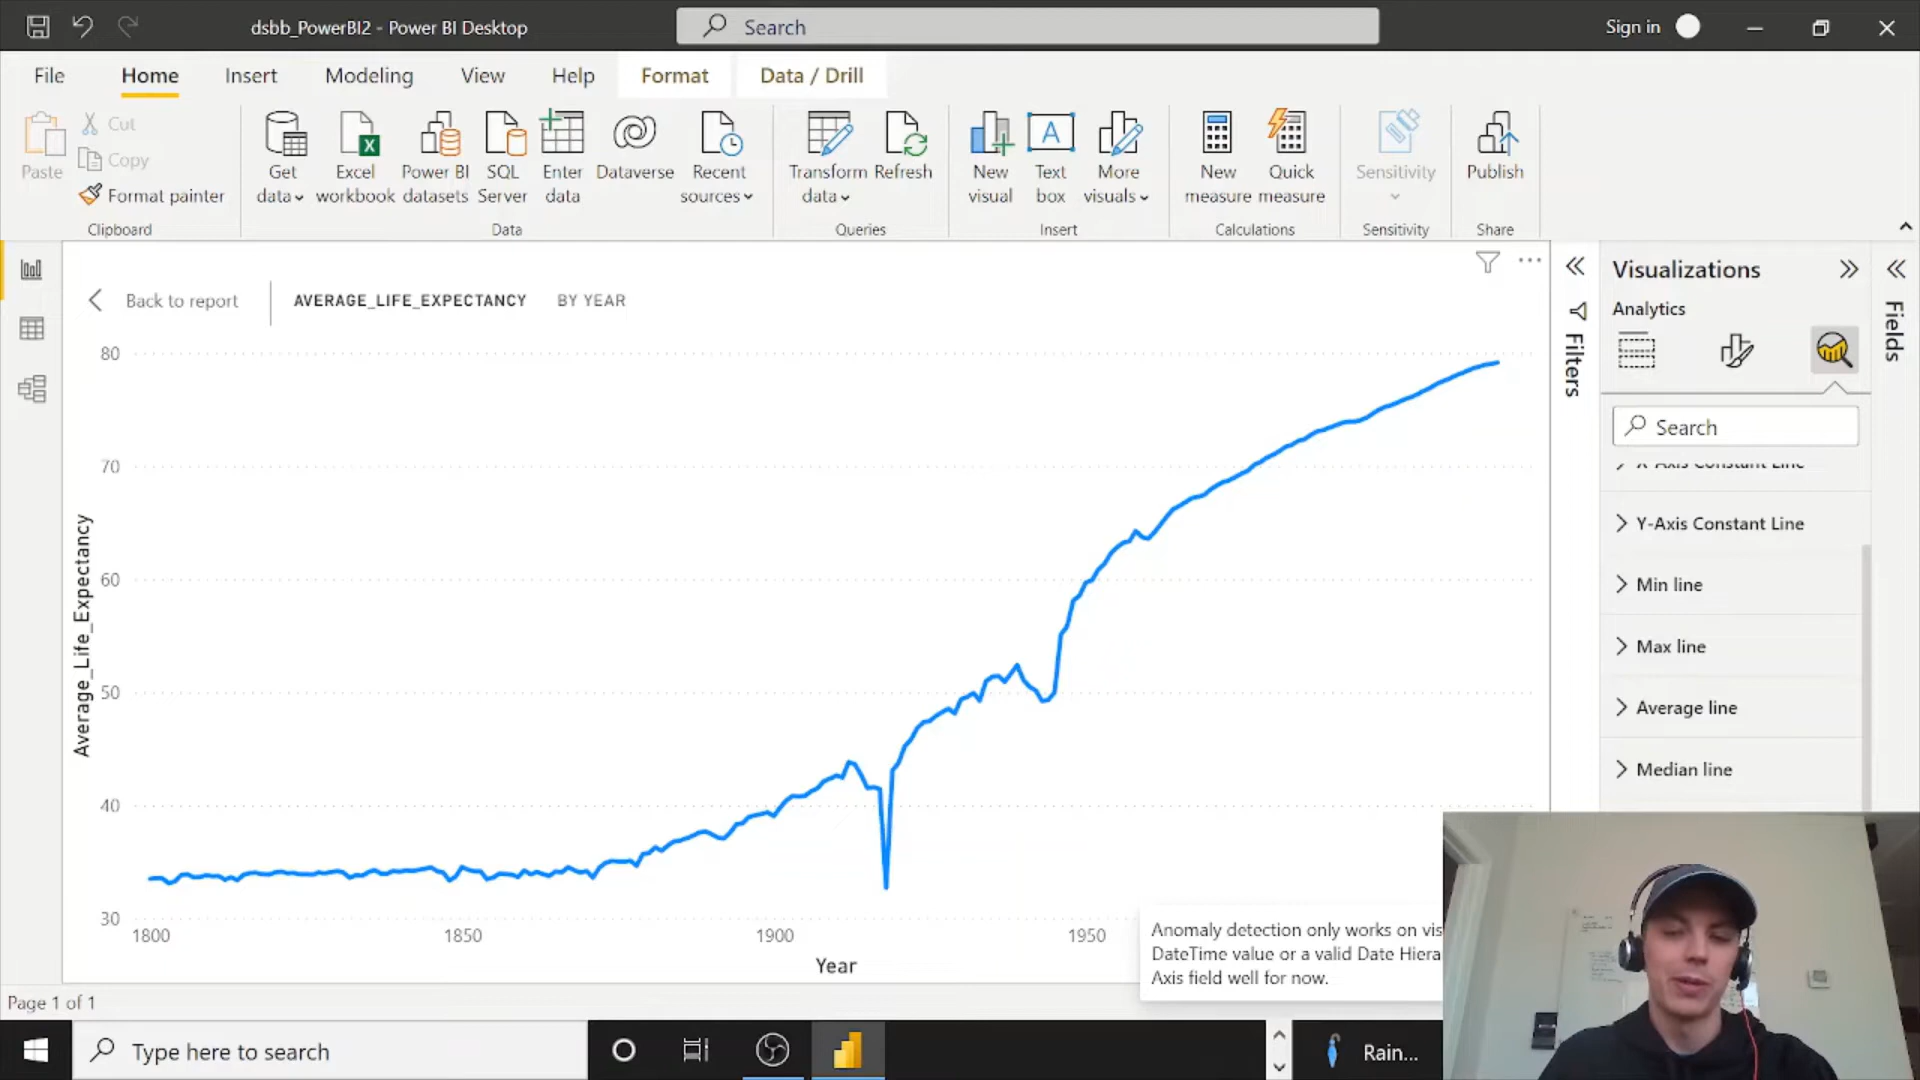 dsbb_PowerBI2 - Power BI Desktop
Search
Sign in
File
Home
Insert
Modeling
View
Help
Format
Data / Drill
Paste
Cut
Copy
Format painter
Clipboard
Get
data
Excel
workbook
Power BI
datasets
SQL
Server
Enter
data
Dataverse
Recent
sources
Data
Transform
data
Refresh
Queries
New
visual
A
Text
box
More
visuals
Insert
New
measure
Quick
measure
Calculations
Sensitivity
Sensitivity
Publish
Share
Back to report
AVERAGE_LIFE_EXPECTANCY BY YEAR
Average_Life_Expectancy
80
70
60
50
40
30
1800
1850
1900
1950
Year
Anomaly detection only works on vis
DateTime value or a valid Date Hiera
Axis field well for now.
Filters
Visualizations
Analytics
Search
X-Axis Constant Line
Y-Axis Constant Line
Min line
Max line
Average line
Median line
Fields
Page 1 of 1
Type here to search
Rain...